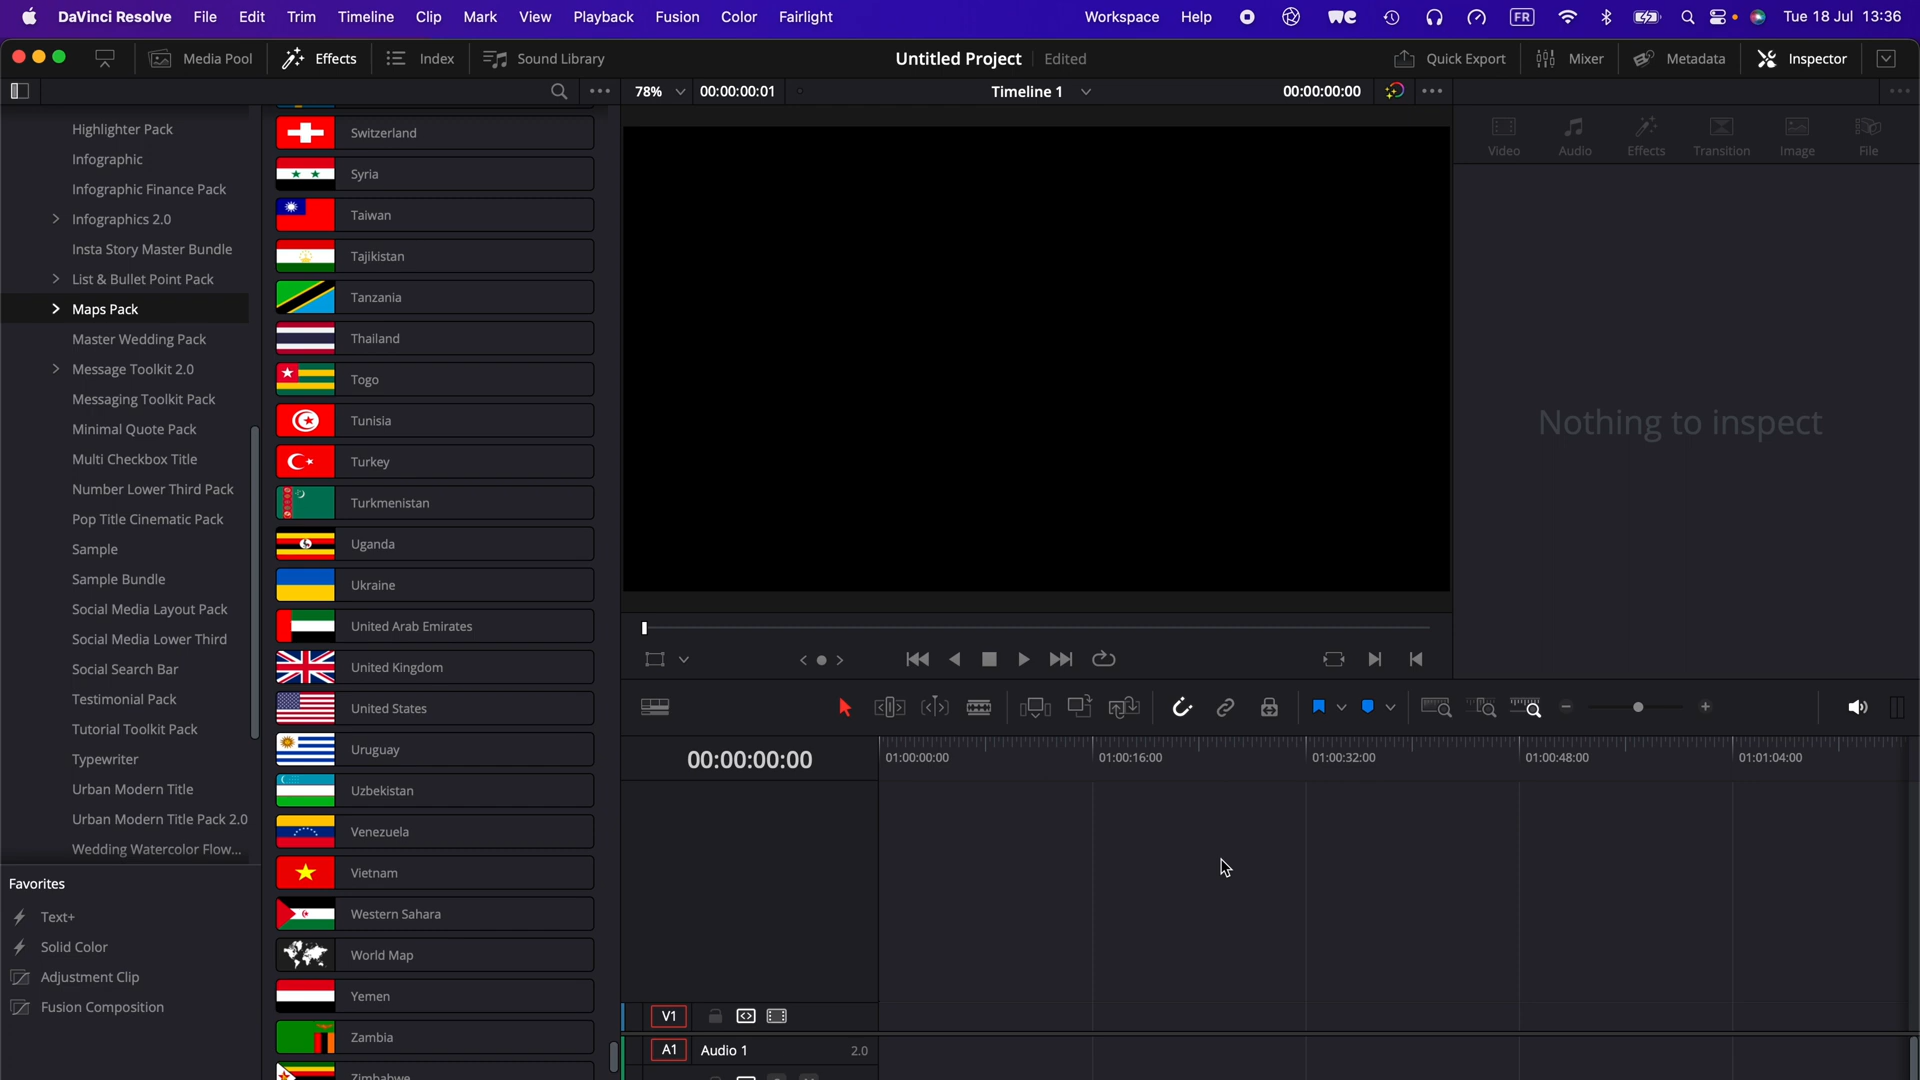 DaVinci Resolve File Edit Trim Timeline Clip Mark View Playback Fusion Color Fairlight Workspace Help FR Tue 18 Jul 13:36
Media Pool Effects Index Sound Library Untitled Project Edited Quick Export Mixer Metadata Inspector
78% 00:00:00:01 Timeline 1 00:00:00:00
Video Audio Effects Transition Image File
Nothing to inspect
Highlighter Pack
Infographic
Infographic Finance Pack
Infographics 2.0
Insta Story Master Bundle
List & Bullet Point Pack
Maps Pack
Master Wedding Pack
Message Toolkit 2.0
Messaging Toolkit Pack
Minimal Quote Pack
Multi Checkbox Title
Number Lower Third Pack
Pop Title Cinematic Pack
Sample
Sample Bundle
Social Media Layout Pack
Social Media Lower Third
Social Search Bar
Testimonial Pack
Tutorial Toolkit Pack
Typewriter
Urban Modern Title
Urban Modern Title Pack 2.0
Wedding Watercolor Flow...
Favorites
Text+
Solid Color
Adjustment Clip
Fusion Composition
Switzerland
Syria
Taiwan
Tajikistan
Tanzania
Thailand
Togo
Tunisia
Turkey
Turkmenistan
Uganda
Ukraine
United Arab Emirates
United Kingdom
United States
Uruguay
Uzbekistan
Venezuela
Vietnam
Western Sahara
World Map
Yemen
Zambia
Zimbabwe
00:00:00:00
01:00:00:00 01:00:16:00 01:00:32:00 01:00:48:00 01:01:04:00
V1
A1 Audio 1 2.0